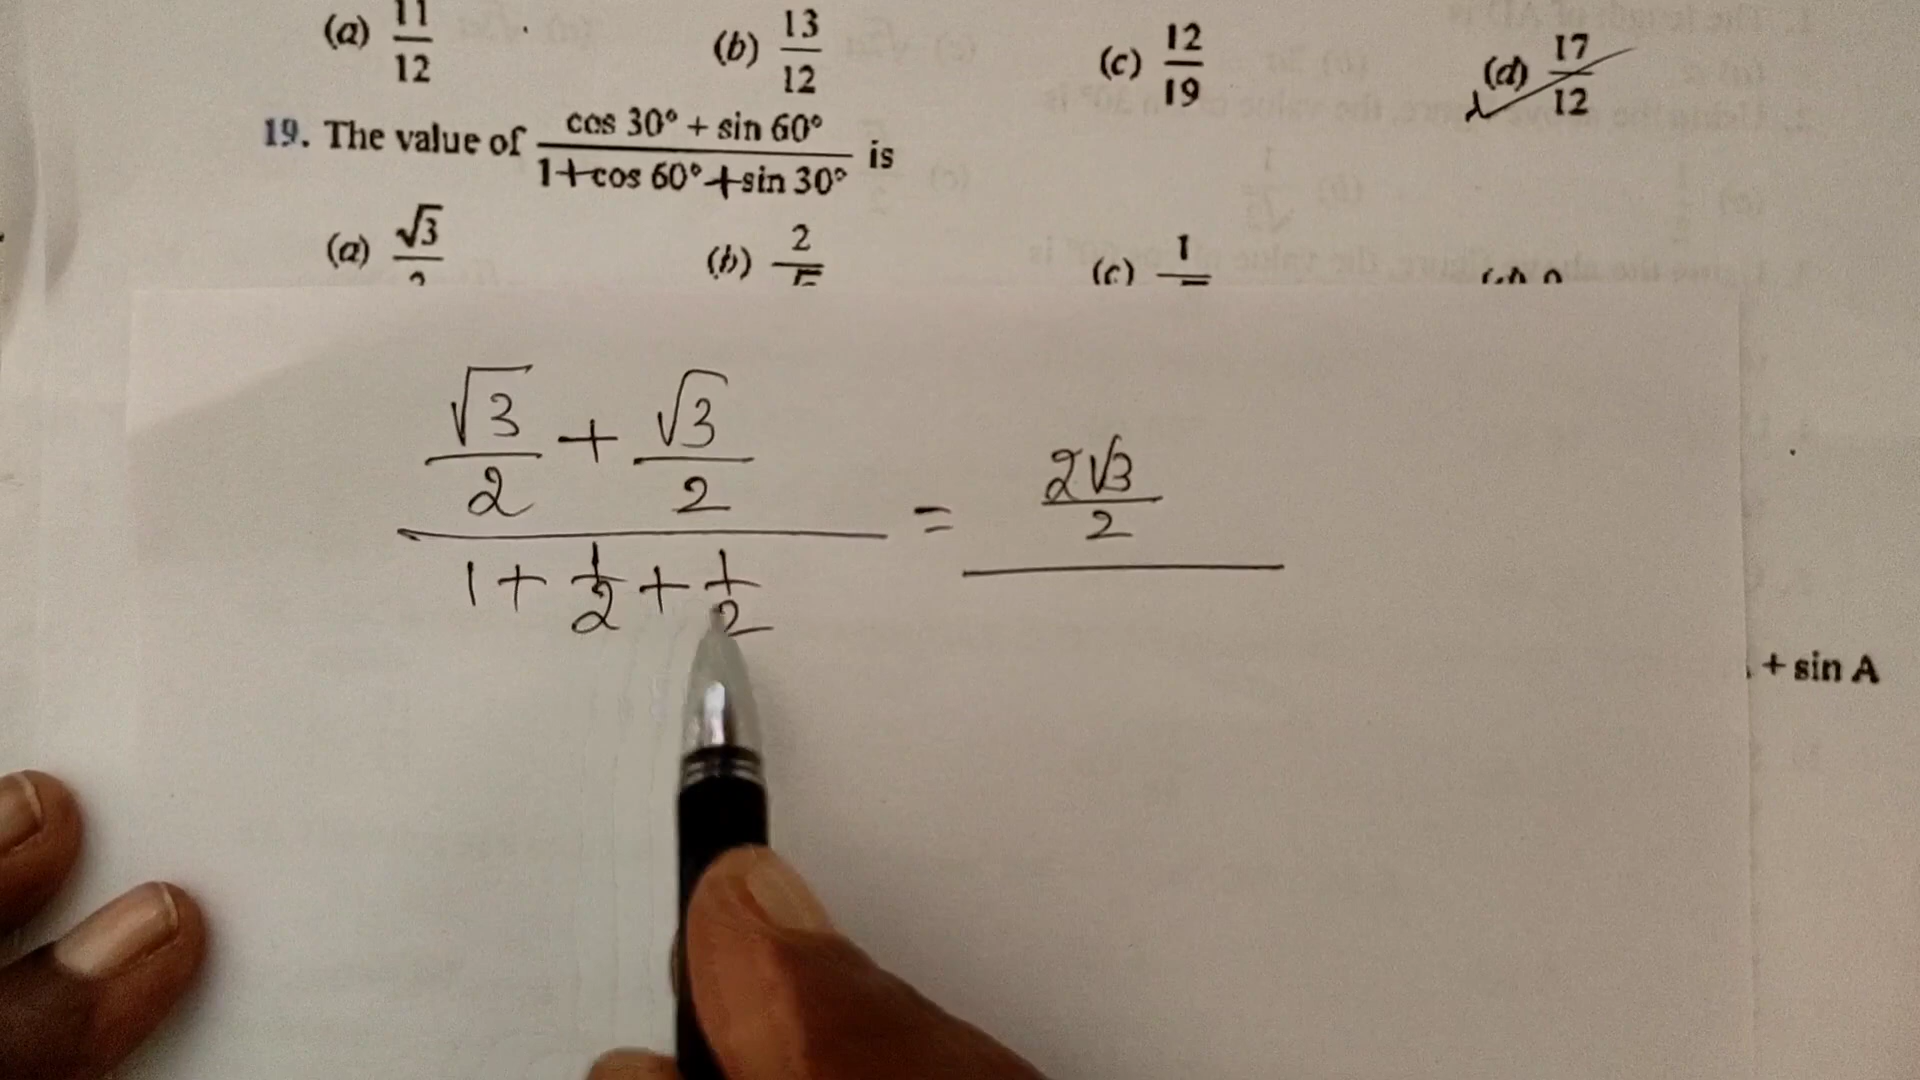 (a) 11/12 (b) 13/12 (c) 12/19 (d) 17/12
19. The value of (cos 30° + sin 60°)/(1+cos 60°+sin 30°) is
(a) √3/2 (b) 2/ (c) 1/
(√3/2 + √3/2)/(1 + 1/2 + 1/2) = (2√3/2)/
+ sin A